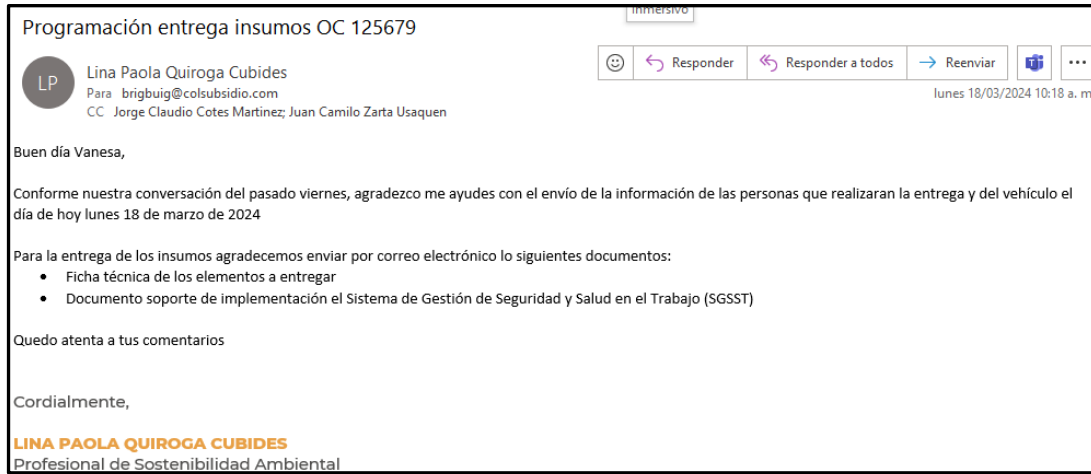 Inmersivo
Programación entrega insumos OC 125679
LP
Lina Paola Quiroga Cubides
Para brigbuig@colsubsidio.com
CC Jorge Claudio Cotes Martinez; Juan Camilo Zarta Usaquen
Responder
Responder a todos
Reenviar
lunes 18/03/2024 10:18 a. m
Buen día Vanesa,
Conforme nuestra conversación del pasado viernes, agradezco me ayudes con el envío de la información de las personas que realizaran la entrega y del vehículo el
día de hoy lunes 18 de marzo de 2024
Para la entrega de los insumos agradecemos enviar por correo electrónico lo siguientes documentos:
• Ficha técnica de los elementos a entregar
• Documento soporte de implementación el Sistema de Gestión de Seguridad y Salud en el Trabajo (SGSST)
Quedo atenta a tus comentarios
Cordialmente,
LINA PAOLA QUIROGA CUBIDES
Profesional de Sostenibilidad Ambiental